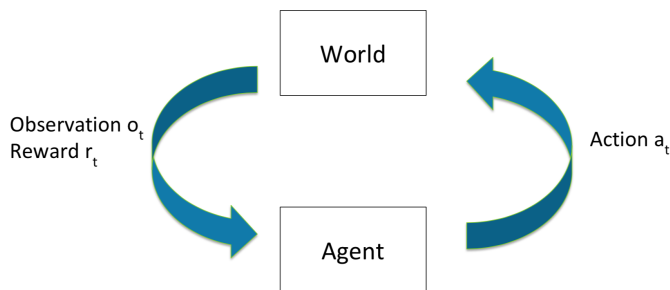 World
Observation o_t
Reward r_t
Action a_t
Agent